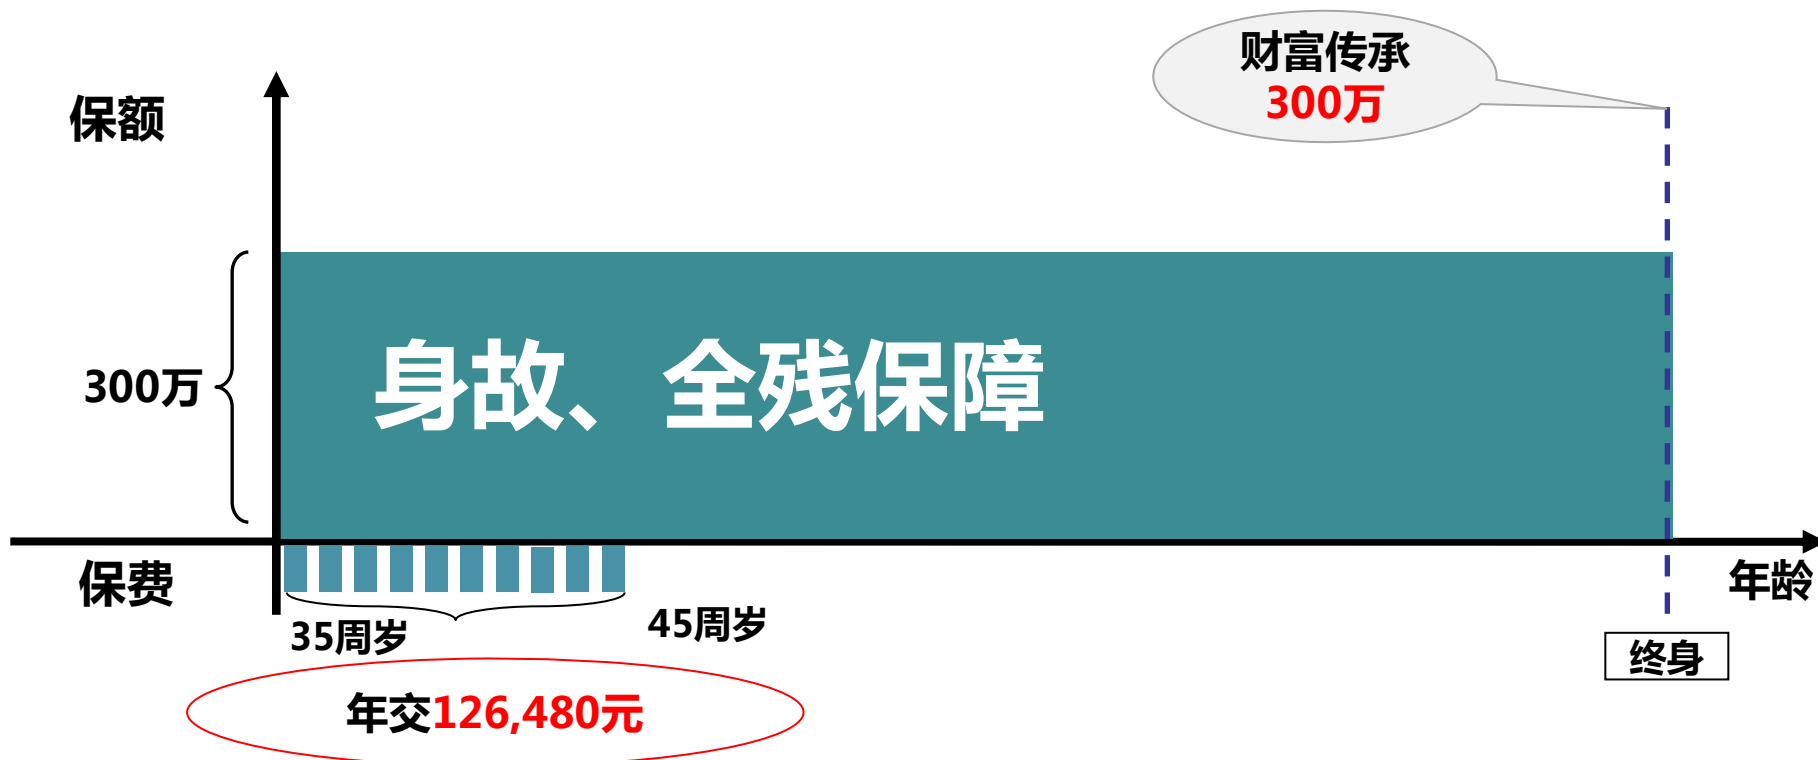 财富传承
300万
保额
身故、全残保障
300万
保费
年龄
35周岁
45周岁
终身
年交126,480元